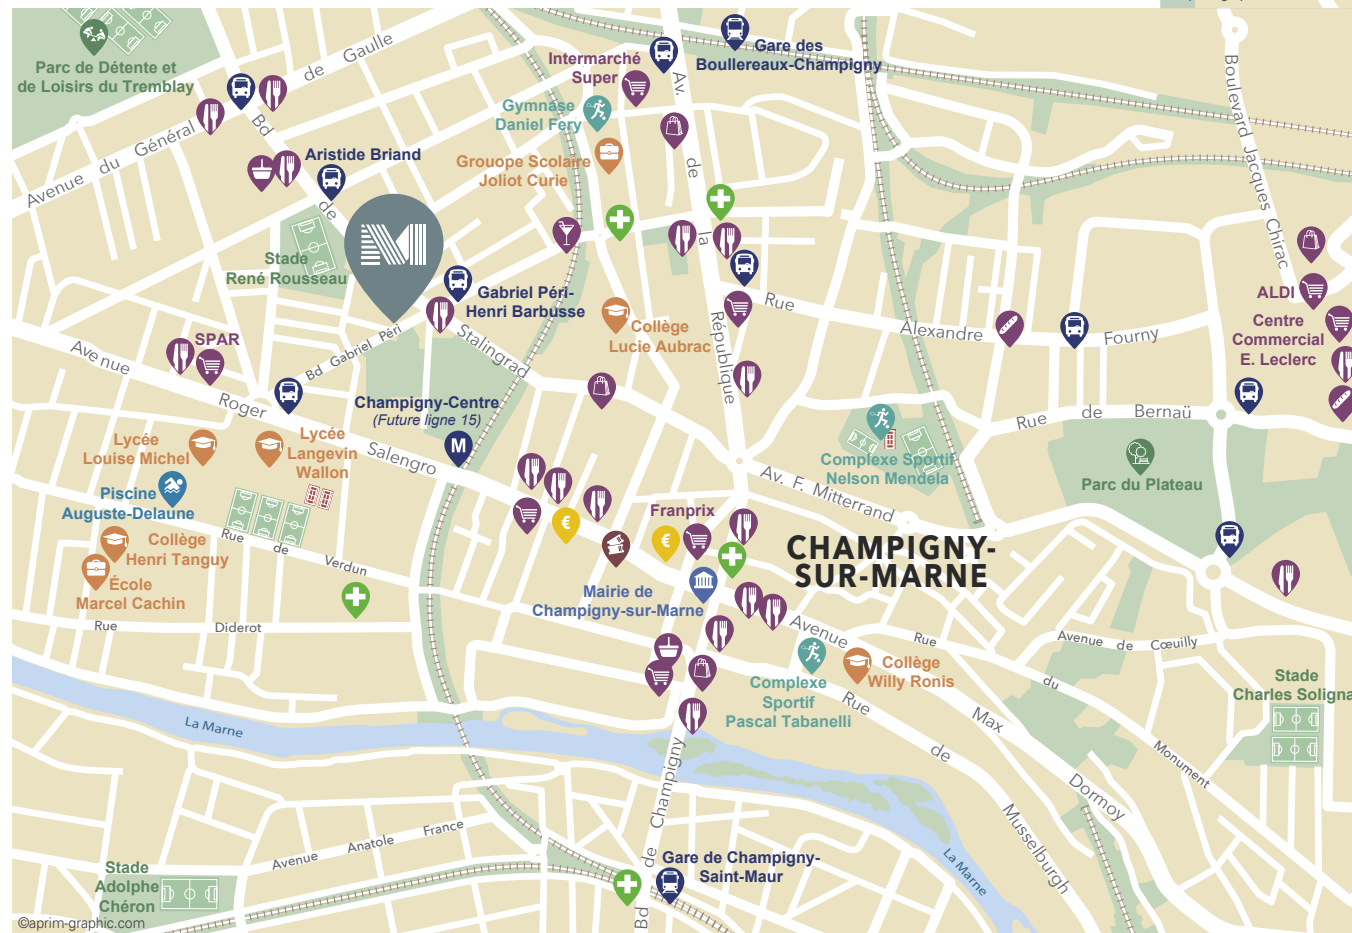 Parc de Détente et
de Loisirs du Tremblay
Avenue du Général de Gaulle
Bd de Stalingrad
Aristide Briand
Intermarché
Super
Gymnase
Daniel Fery
Grouope Scolaire
Joliot Curie
Gare des
Boullereaux-Champigny
Av. de la République
Boulevard Jacques Chirac
Stade
René Rousseau
M
Gabriel Péri-
Henri Barbusse
Bd Gabriel Péri
Collège
Lucie Aubrac
Rue Alexandre Fourny
ALDI
Centre
Commercial
E. Leclerc
SPAR
Avenue Roger Salengro
Champigny-Centre
(Future ligne 15)
M
Rue de Bernaü
Lycée
Louise Michel
Lycée
Langevin
Wallon
Piscine
Auguste-Delaune
Collège
Henri Tanguy
École
Marcel Cachin
Rue de Verdun
Rue Diderot
Complexe Sportif
Nelson Mendela
Parc du Plateau
Av. F. Mitterrand
Franprix
€
€
CHAMPIGNY-
SUR-MARNE
Mairie de
Champigny-sur-Marne
Avenue Max Dormoy
Rue du Monument
Avenue de Cœuilly
Complexe
Sportif
Pascal Tabanelli
Collège
Willy Ronis
Rue de Musselburgh
Stade
Charles Soligna
La Marne
La Marne
Bd de Champigny
Avenue Anatole France
Gare de Champigny-
Saint-Maur
Stade
Adolphe
Chéron
©aprim-graphic.com